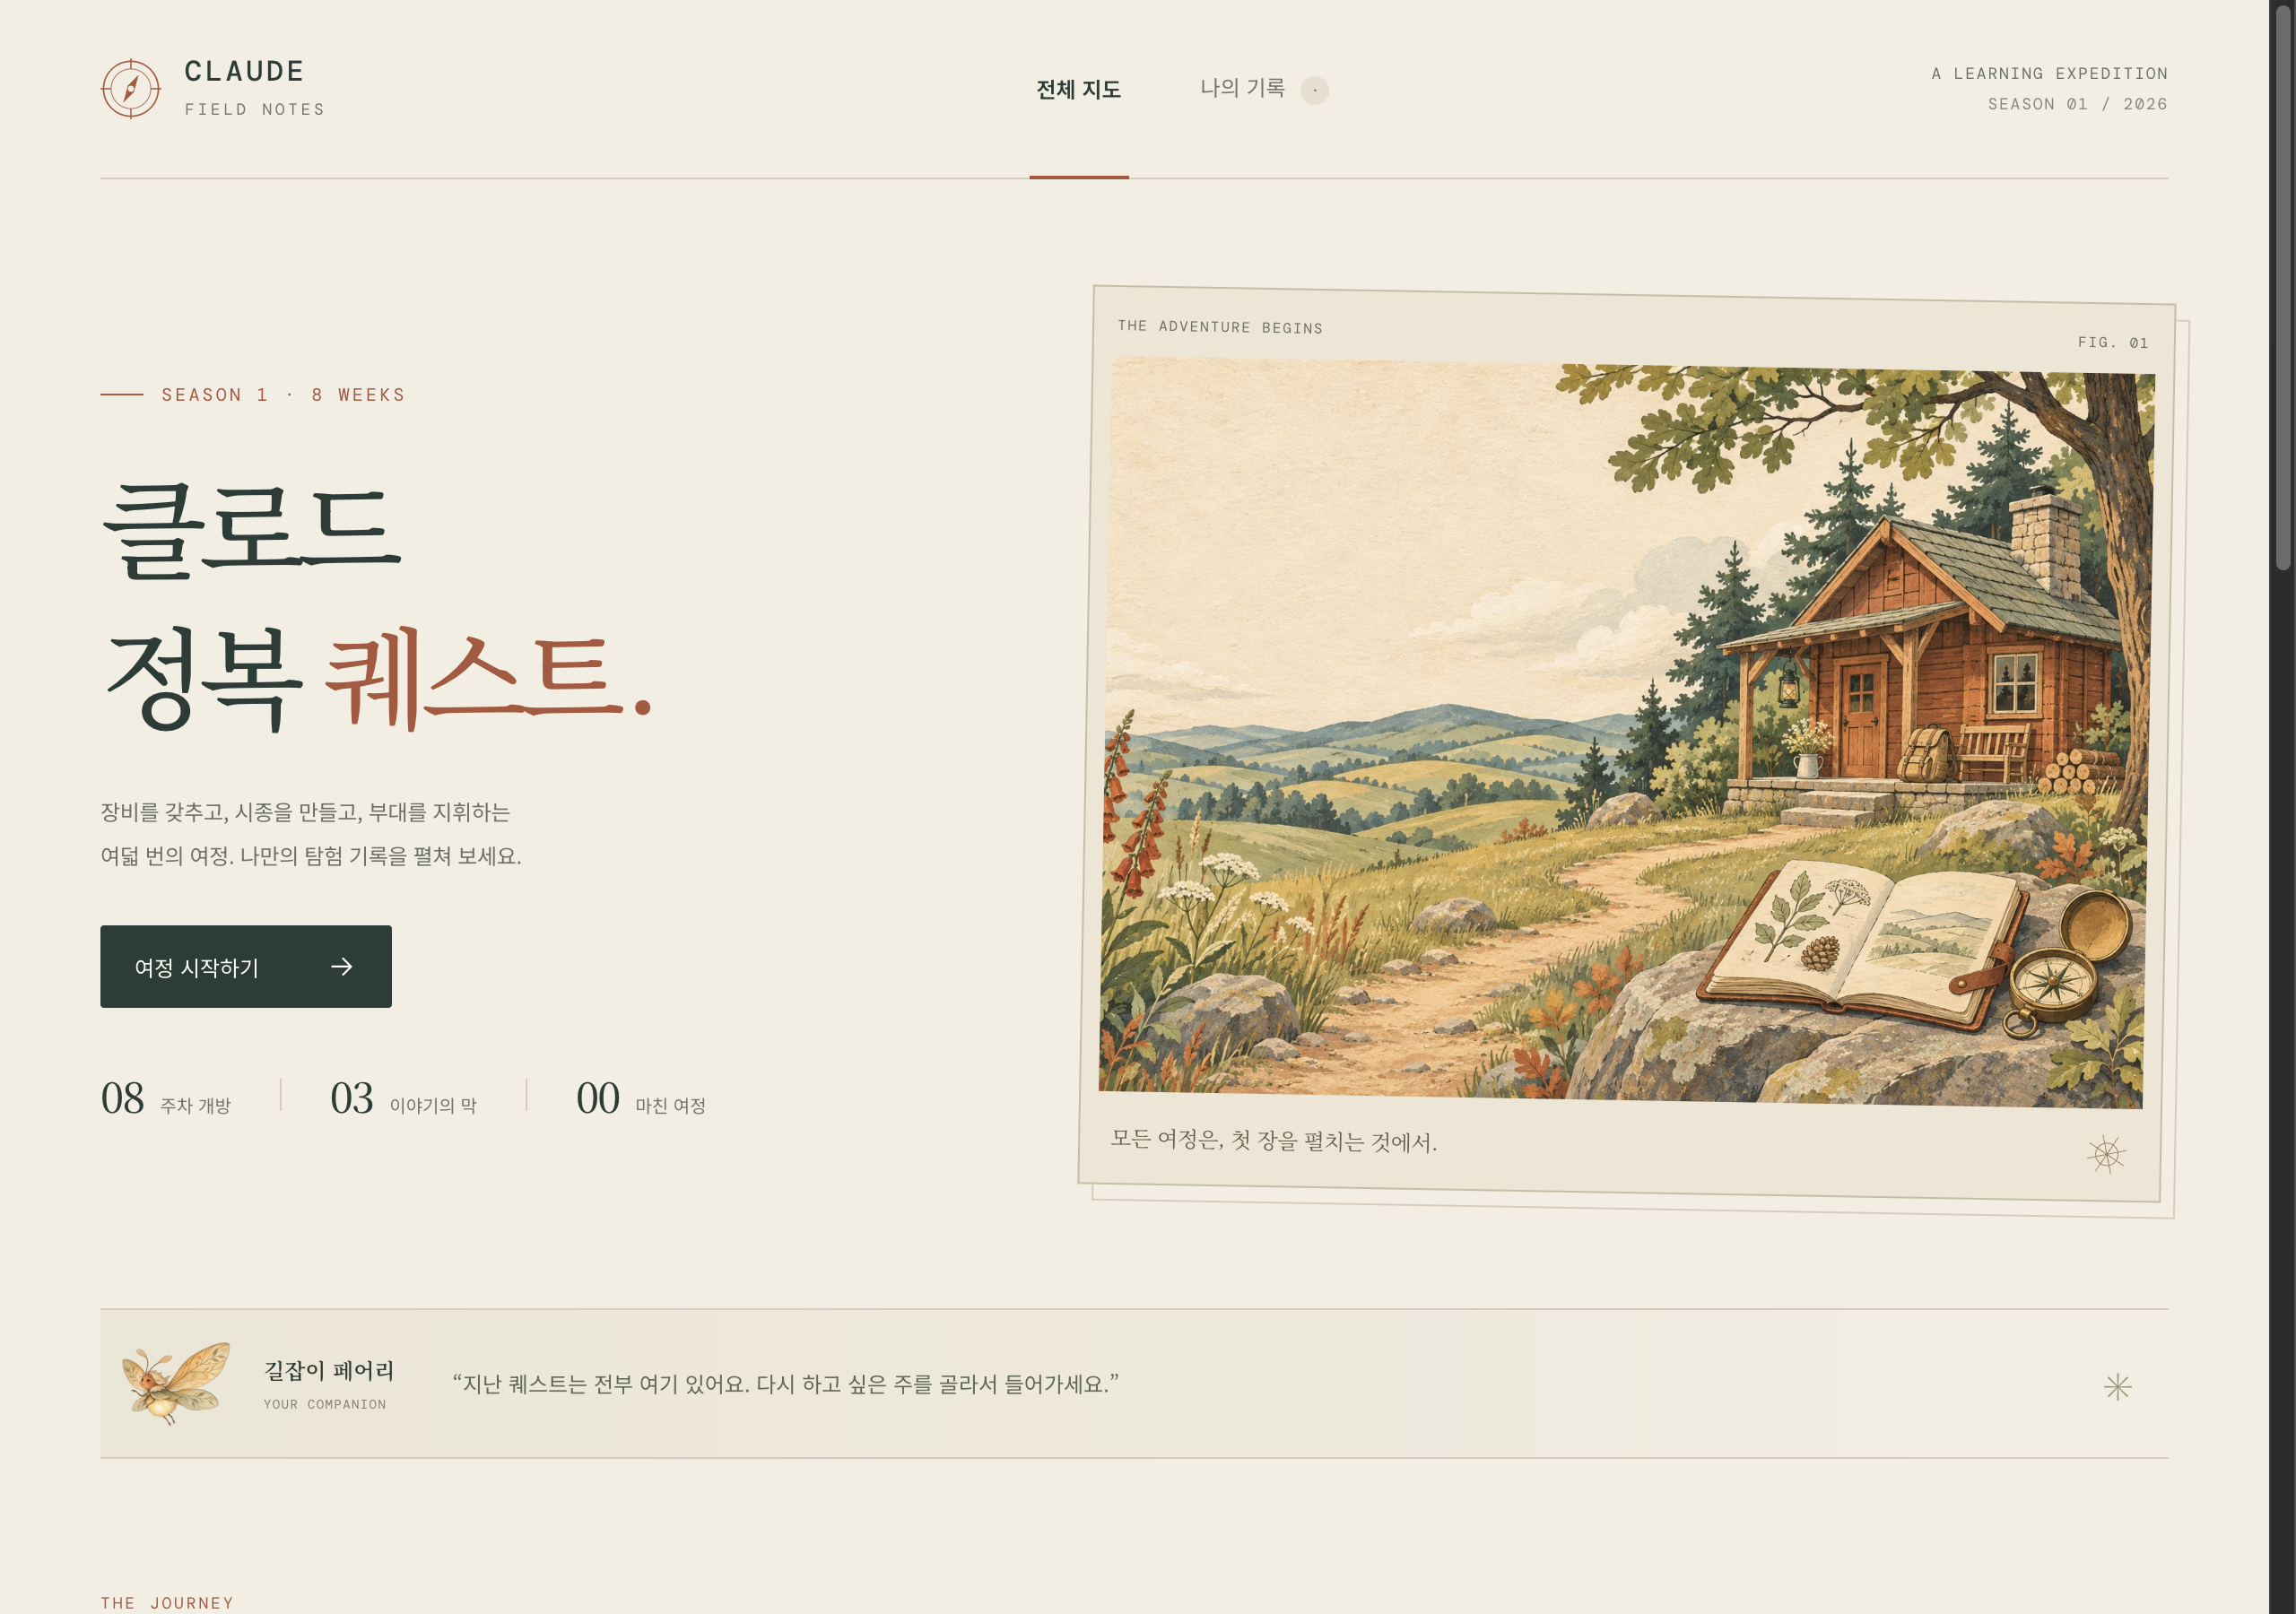 CLAUDE
FIELD NOTES
전체 지도
나의 기록
A LEARNING EXPEDITION
SEASON 01 / 2026
SEASON 1 · 8 WEEKS
클로드
정복 퀘스트.
장비를 갖추고, 시종을 만들고, 부대를 지휘하는
여덟 번의 여정. 나만의 탐험 기록을 펼쳐 보세요.
여정 시작하기 →
08 주차 개방
03 이야기의 막
00 마친 여정
THE ADVENTURE BEGINS
FIG. 01
모든 여정은, 첫 장을 펼치는 것에서.
길잡이 페어리
YOUR COMPANION
“지난 퀘스트는 전부 여기 있어요. 다시 하고 싶은 주를 골라서 들어가세요.”
THE JOURNEY